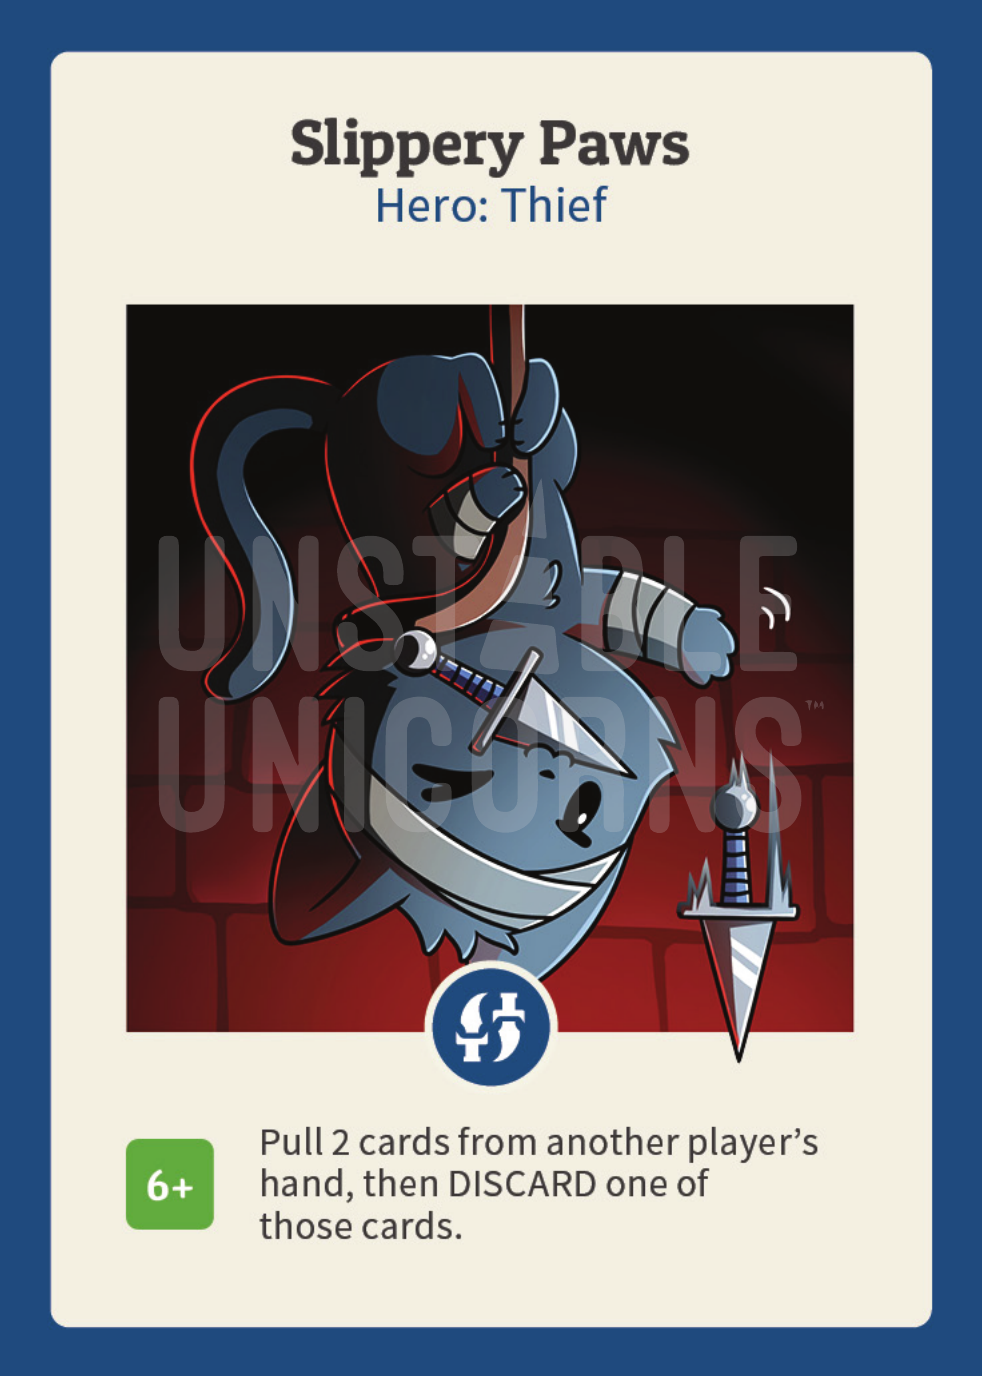 Slippery Paws
Hero: Thief
UNSTABLE
UNICORNS
TM
6+
Pull 2 cards from another player’s
hand, then DISCARD one of
those cards.